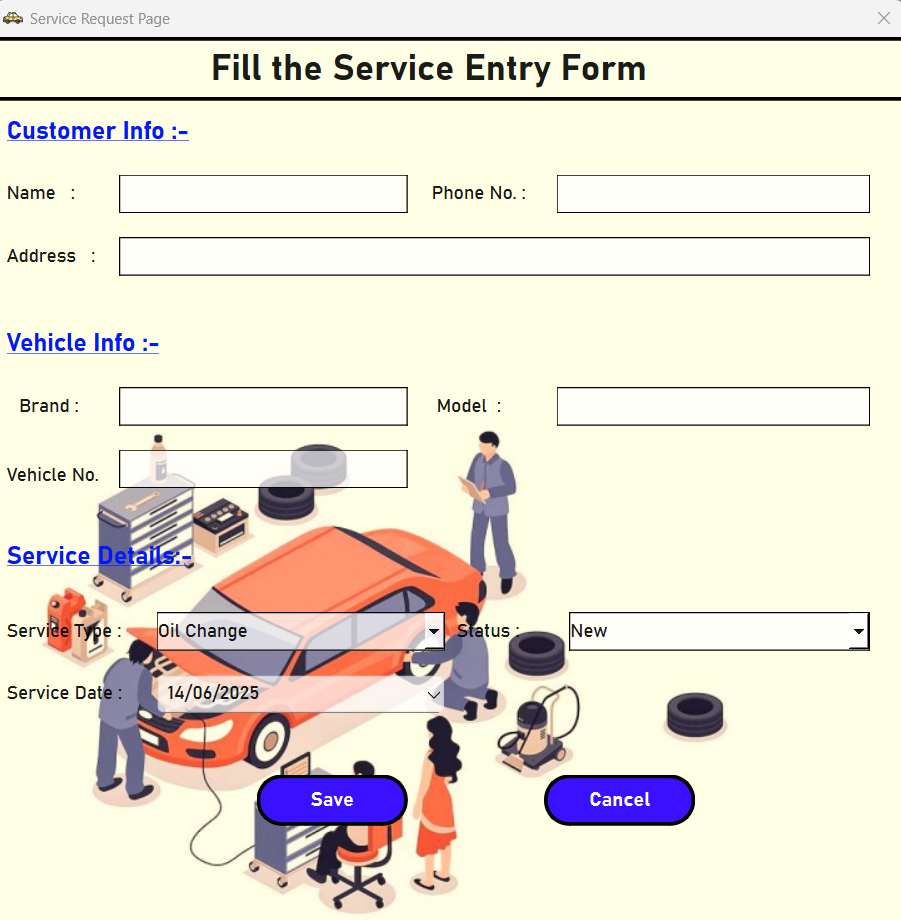 Service Request Page
Fill the Service Entry Form
Customer Info :-
Name :
Phone No. :
Address :
Vehicle Info :-
Brand :
Model :
Vehicle No.
Service Details:-
Service Type : Oil Change
Status : New
Service Date : 14/06/2025
Save
Cancel